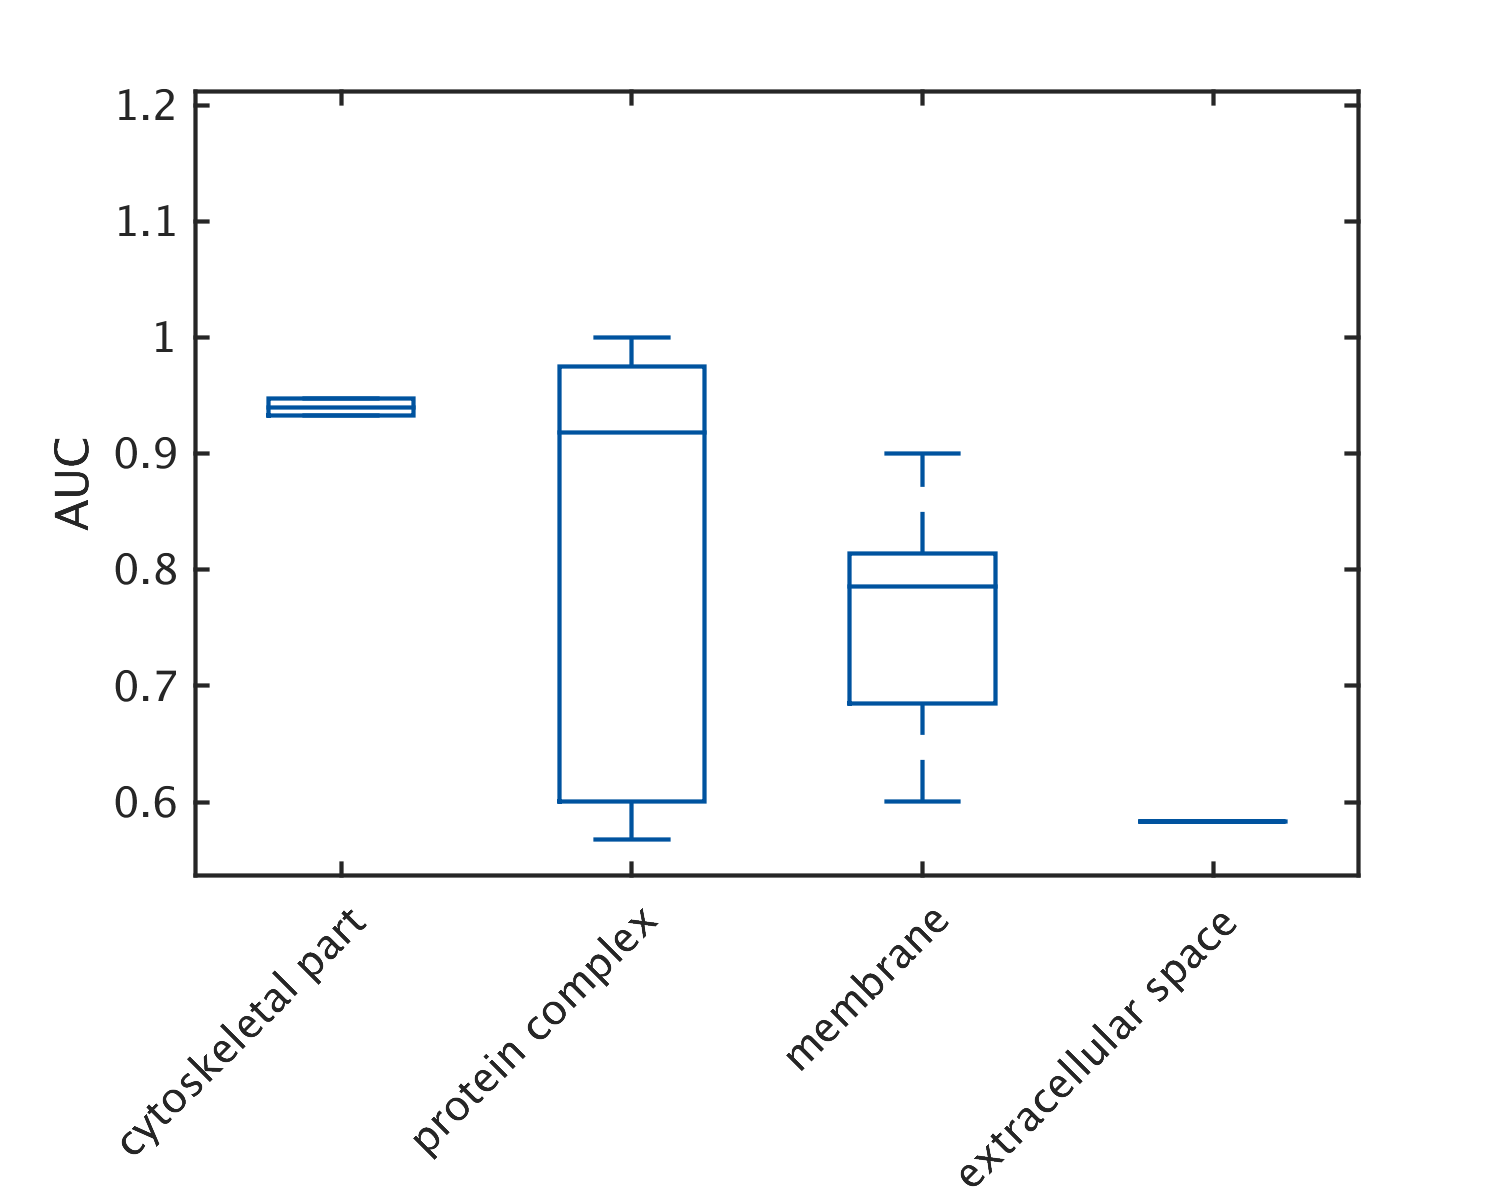 1.2
1.1
1
0.9
0.8
0.7
0.6
AUC
cytoskeletal part
protein complex
membrane
extracellular space